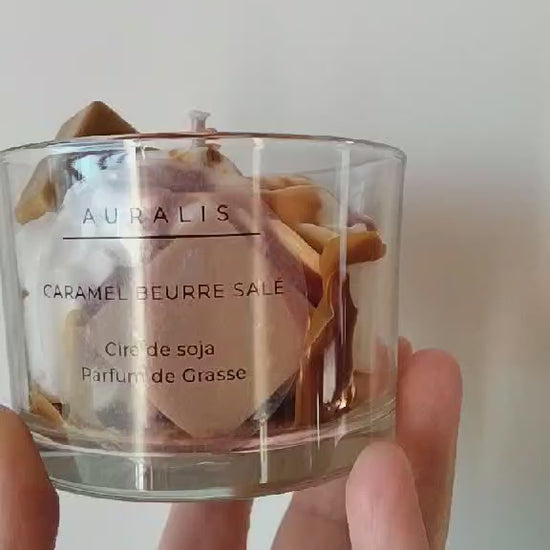 AURALIS
CARAMEL BEURRE SALÉ
Cire de soja
Parfum de Grasse